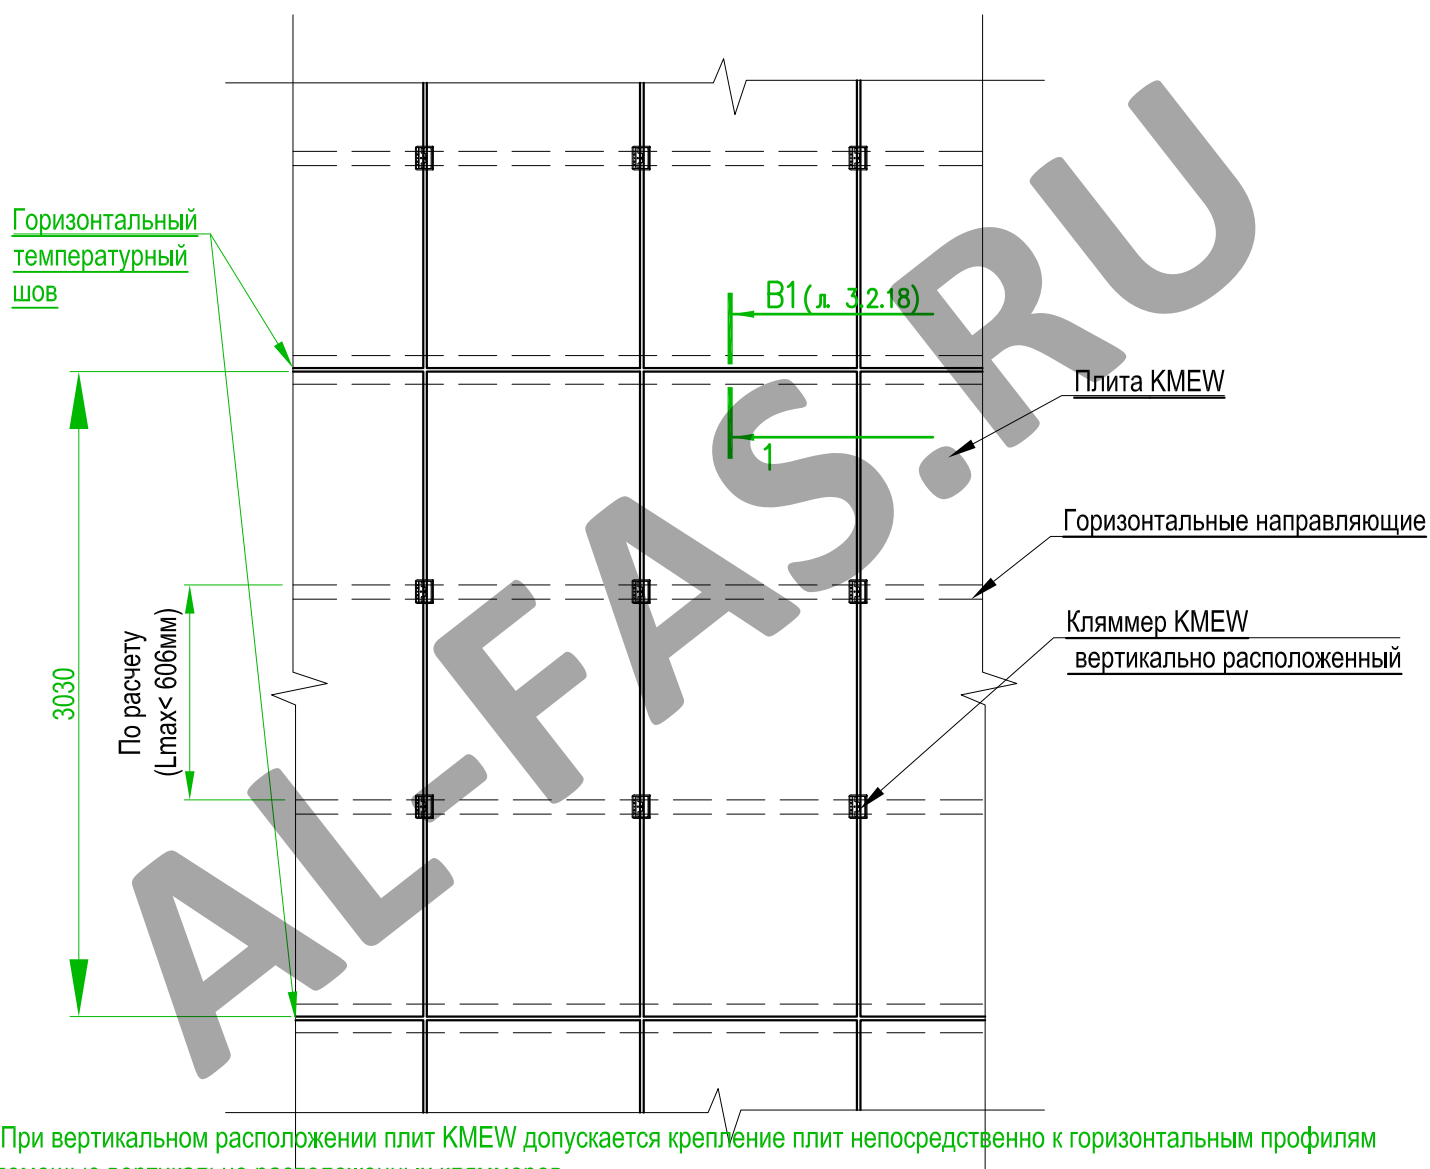 Горизонтальный
температурный
шов
В1 (л. 3.2.18)
1
Плита KMEW
Горизонтальные направляющие
Кляммер KMEW
вертикально расположенный
3030
По расчету
(Lmax< 606мм)
AL-FAS.RU
При вертикальном расположении плит KMEW допускается крепление плит непосредственно к горизонтальным профилям